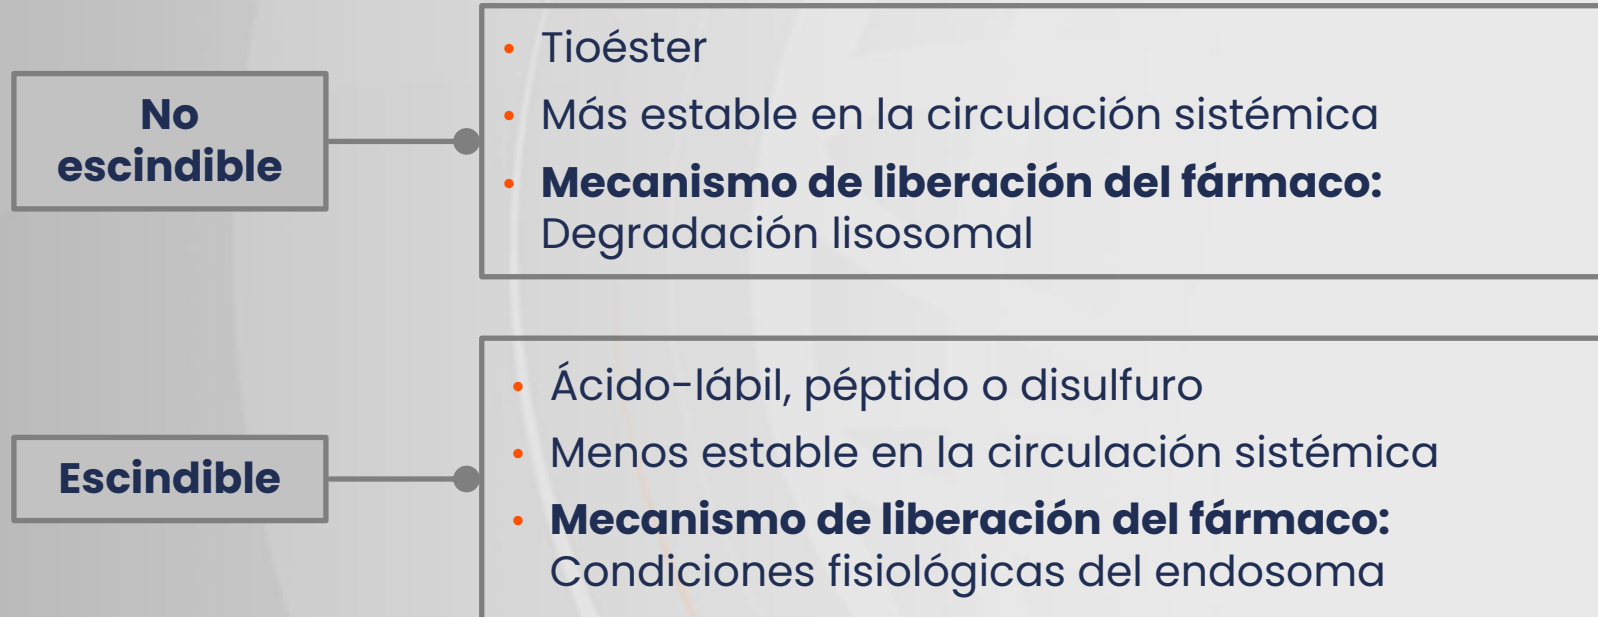 No
escindible
• Tioéster
• Más estable en la circulación sistémica
• Mecanismo de liberación del fármaco:
Degradación lisosomal
Escindible
• Ácido-lábil, péptido o disulfuro
• Menos estable en la circulación sistémica
• Mecanismo de liberación del fármaco:
Condiciones fisiológicas del endosoma